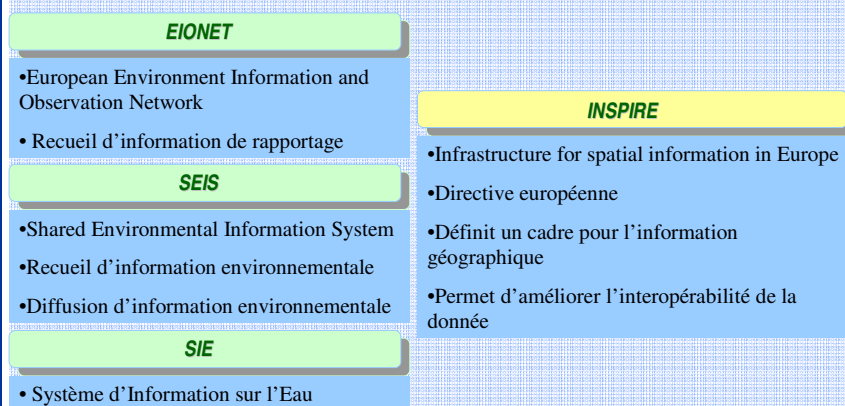 EIONET
•European Environment Information and
Observation Network
• Recueil d'information de rapportage
SEIS
•Shared Environmental Information System
•Recueil d'information environnementale
•Diffusion d'information environnementale
SIE
• Système d'Information sur l'Eau
INSPIRE
•Infrastructure for spatial information in Europe
•Directive européenne
•Définit un cadre pour l'information
géographique
•Permet d'améliorer l'interopérabilité de la
donnée